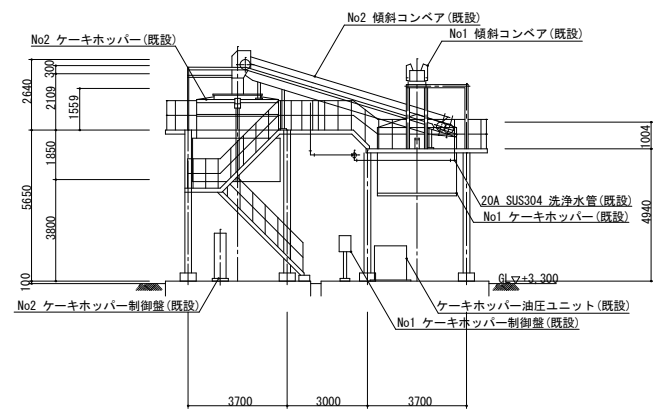 No2 傾斜コンベア(既設)
No1 傾斜コンベア(既設)
No2 ケーキホッパー(既設)
300
2640
2109
1559
1850
5650
3800
100
1004
4940
20A SUS304 洗浄水管(既設)
No1 ケーキホッパー(既設)
GL▽+3,300
No2 ケーキホッパー制御盤(既設)
ケーキホッパー油圧ユニット(既設)
No1 ケーキホッパー制御盤(既設)
3700
3000
3700